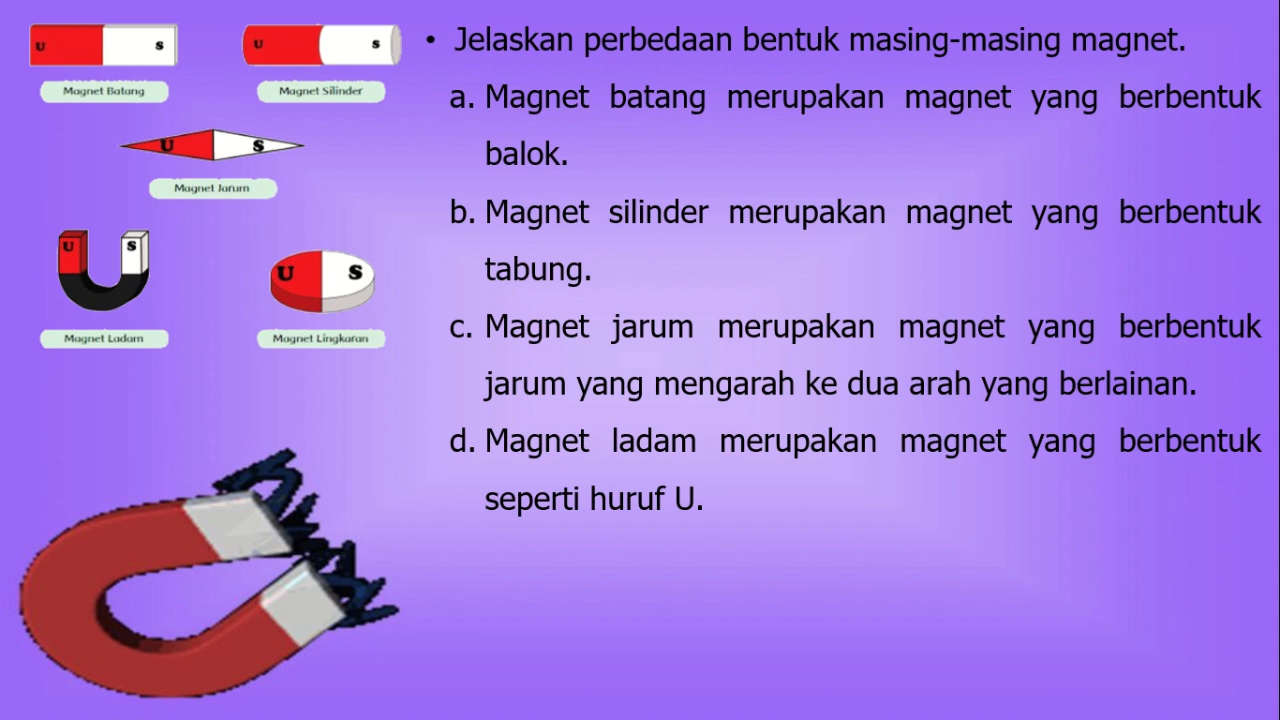 U S
U S
Magnet Batang
Magnet Silinder
U S
Magnet Jarum
U S
U S
Magnet Ladam
Magnet Lingkaran
• Jelaskan perbedaan bentuk masing-masing magnet.
a. Magnet batang merupakan magnet yang berbentuk
balok.
b. Magnet silinder merupakan magnet yang berbentuk
tabung.
c. Magnet jarum merupakan magnet yang berbentuk
jarum yang mengarah ke dua arah yang berlainan.
d. Magnet ladam merupakan magnet yang berbentuk
seperti huruf U.